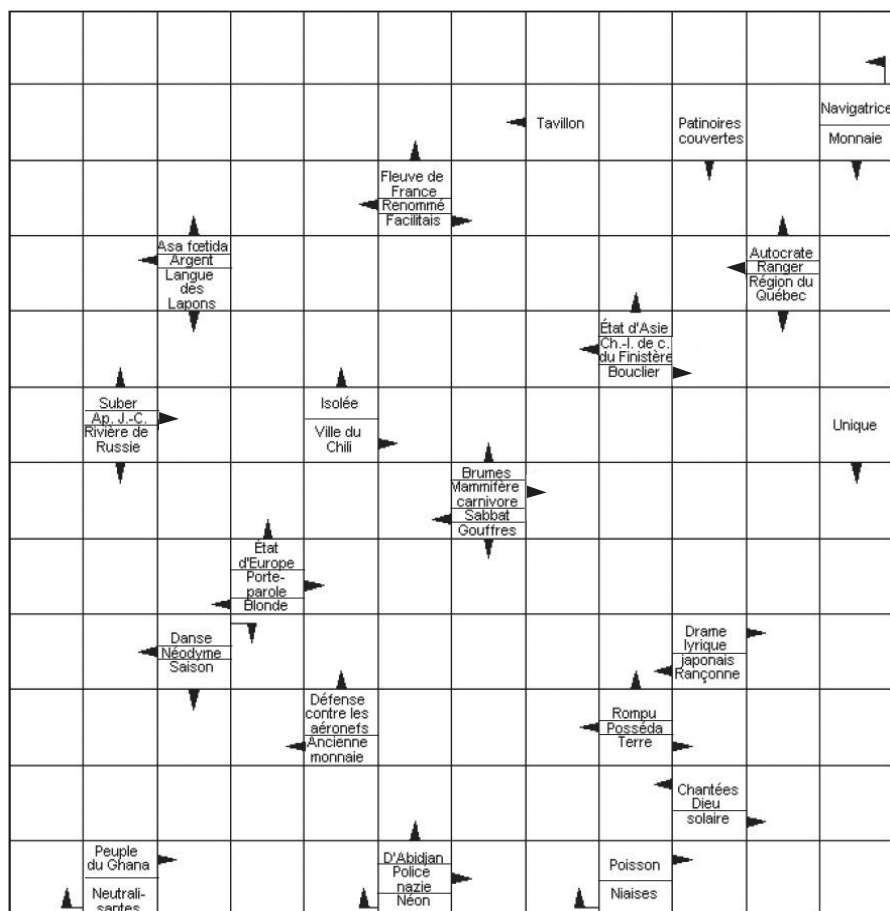 Tavillon
Patinoires
couvertes
Navigatrice
Monnaie
Fleuve de
France
Renommé
Facilitais
Asa fœtida
Argent
Langue
des
Lapons
Autocrate
Ranger
Région du
Québec
État d'Asie
Ch.-l. de c.
du Finistère
Bouclier
Suber
Ap. J.-C.
Rivière de
Russie
Isolée
Ville du
Chili
Unique
Brumes
Mammifère
carnivore
Sabbat
Gouffres
État
d'Europe
Porte-
parole
Blonde
Danse
Néodyme
Saison
Drame
lyrique
japonais
Rançonne
Défense
contre les
aéronefs
Ancienne
monnaie
Rompu
Posséda
Terre
Chantées
Dieu
solaire
Peuple
du Ghana
Neutrali-
santes
D'Abidjan
Police
nazie
Néon
Poisson
Niaises